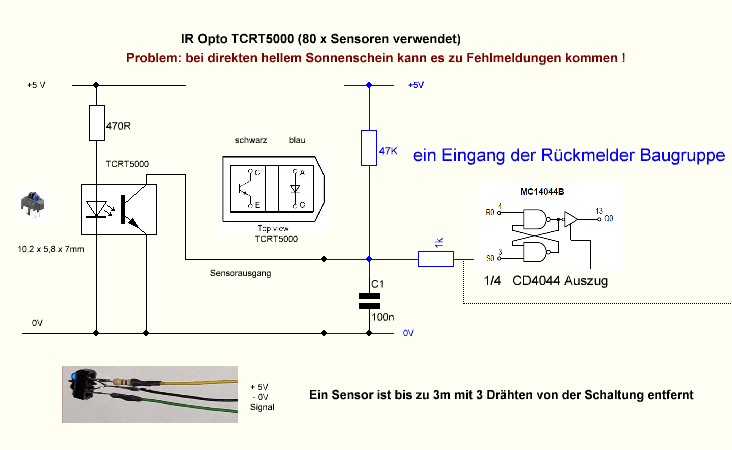 IR Opto TCRT5000 (80 x Sensoren verwendet)
Problem: bei direkten hellem Sonnenschein kann es zu Fehlmeldungen kommen !
+5 V
+5V
470R
schwarz blau
47K
ein Eingang der Rückmelder Baugruppe
TCRT5000
C A
E C
Top view
TCRT5000
MC14044B
R0 4
13 Q0
S0 3
1k
10,2 x 5,8 x 7mm
Sensorausgang
C1
100n
1/4 CD4044 Auszug
0V
0V
+ 5V
- 0V
Signal
Ein Sensor ist bis zu 3m mit 3 Drähten von der Schaltung entfernt